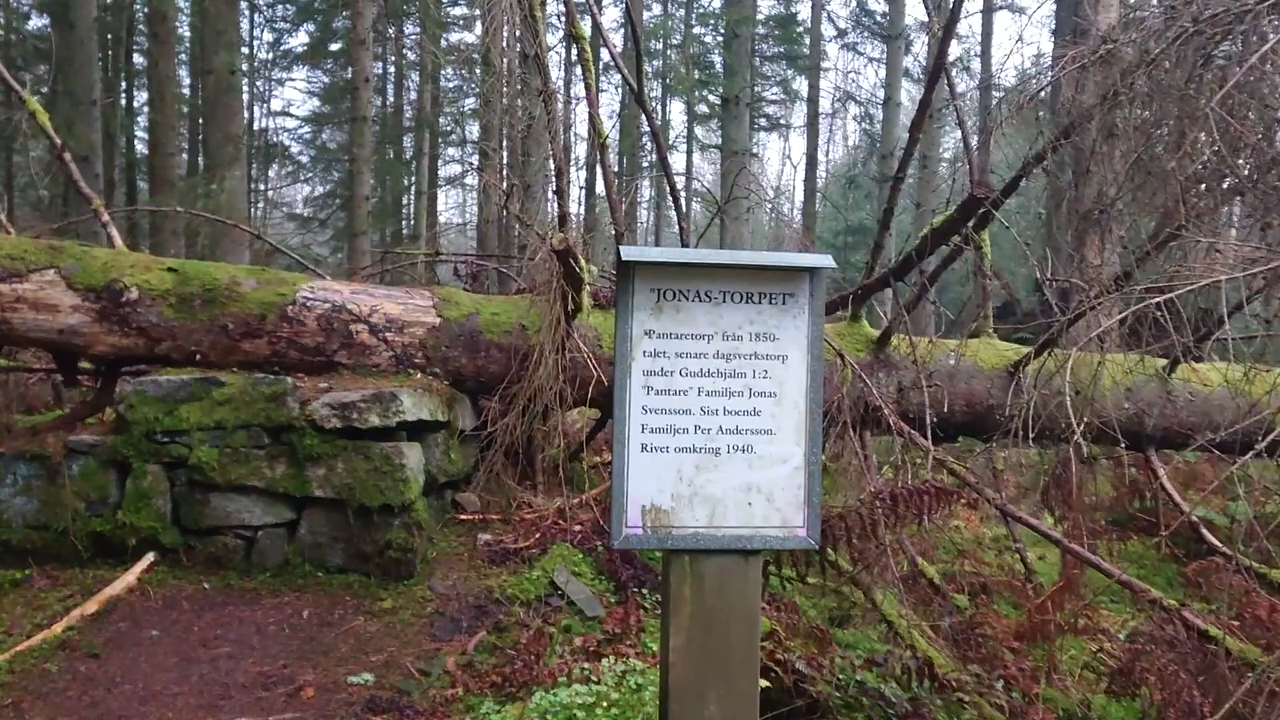 "JONAS-TORPET"
"Pantaretorp" från 1850-
talet, senare dagsverkstorp
under Guddehjälm 1:2.
"Pantare" Familjen Jonas
Svensson. Sist boende
Familjen Per Andersson.
Rivet omkring 1940.